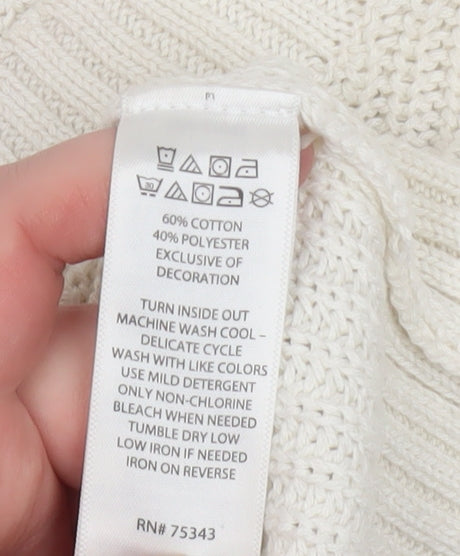 30
60% COTTON
40% POLYESTER
EXCLUSIVE OF
DECORATION
TURN INSIDE OUT
MACHINE WASH COOL –
DELICATE CYCLE
WASH WITH LIKE COLORS
USE MILD DETERGENT
ONLY NON-CHLORINE
BLEACH WHEN NEEDED
TUMBLE DRY LOW
LOW IRON IF NEEDED
IRON ON REVERSE
RN# 75343